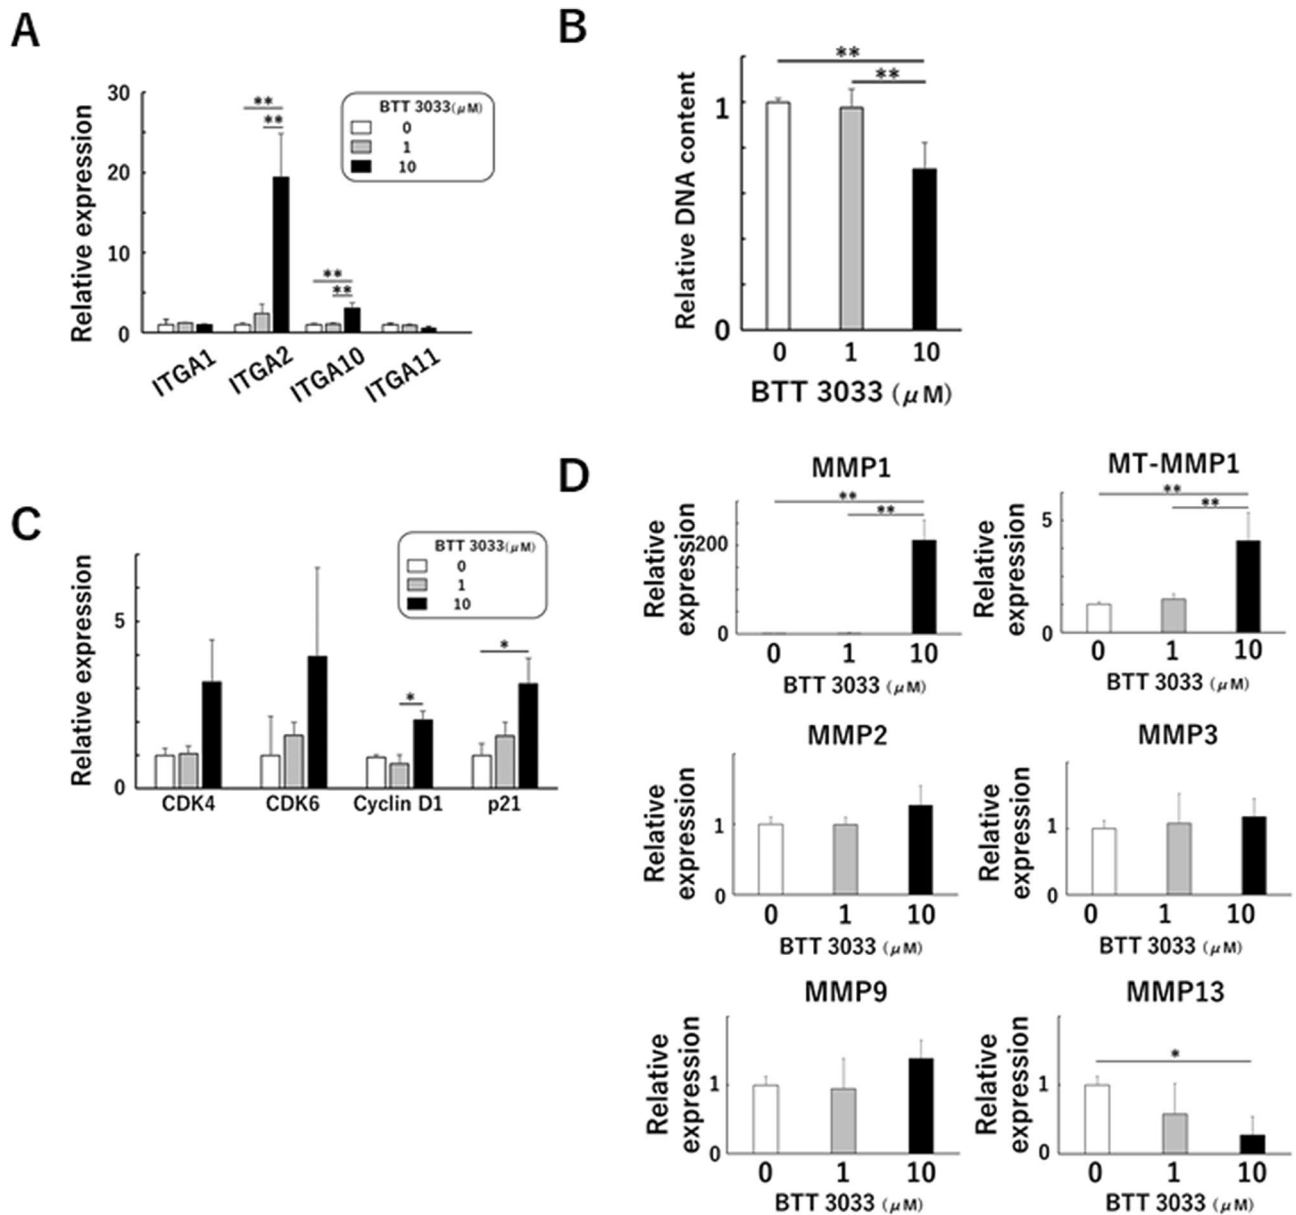 A
30
20
10
0
Relative expression
**
**
**
**
BTT 3033(μM)
0
1
10
ITGA1
ITGA2
ITGA10
ITGA11
B
**
**
1
0
Relative DNA content
0 1 10
BTT 3033 (μM)
C
5
0
Relative expression
BTT 3033(μM)
0
1
10
*
*
CDK4 CDK6 Cyclin D1 p21
D
MMP1
**
**
200
0
Relative
expression
0 1 10
BTT 3033 (μM)
MT-MMP1
**
**
5
0
Relative
expression
0 1 10
BTT 3033 (μM)
MMP2
1
0
Relative
expression
0 1 10
BTT 3033 (μM)
MMP3
1
0
Relative
expression
0 1 10
BTT 3033 (μM)
MMP9
1
0
Relative
expression
0 1 10
BTT 3033 (μM)
MMP13
*
1
0
Relative
expression
0 1 10
BTT 3033 (μM)